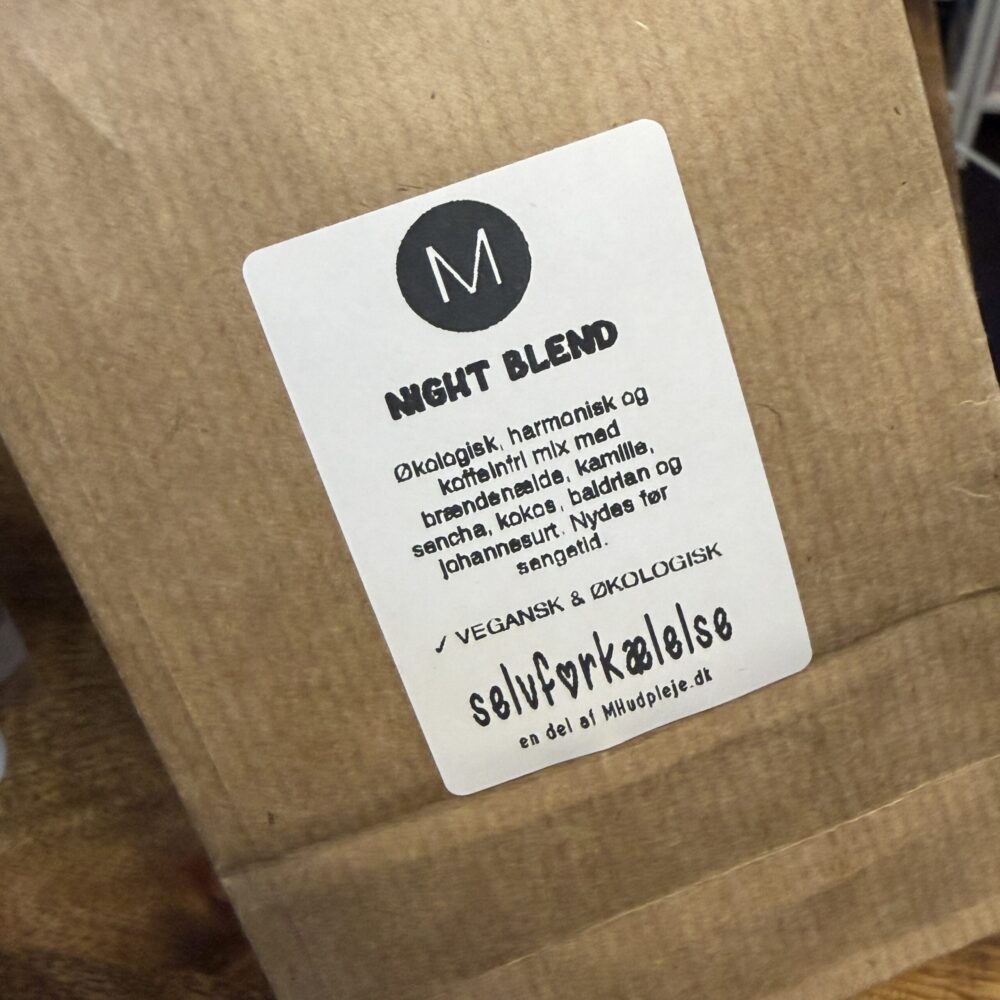 M
NIGHT BLEND
Økologisk, harmonisk og
koffeinfri mix med
brændenælde, kamille,
sencha, kokos, baldrian og
johannesurt. Nydes før
sengetid.
✓ VEGANSK & ØKOLOGISK
selvforkælelse
en del af MHudpleje.dk